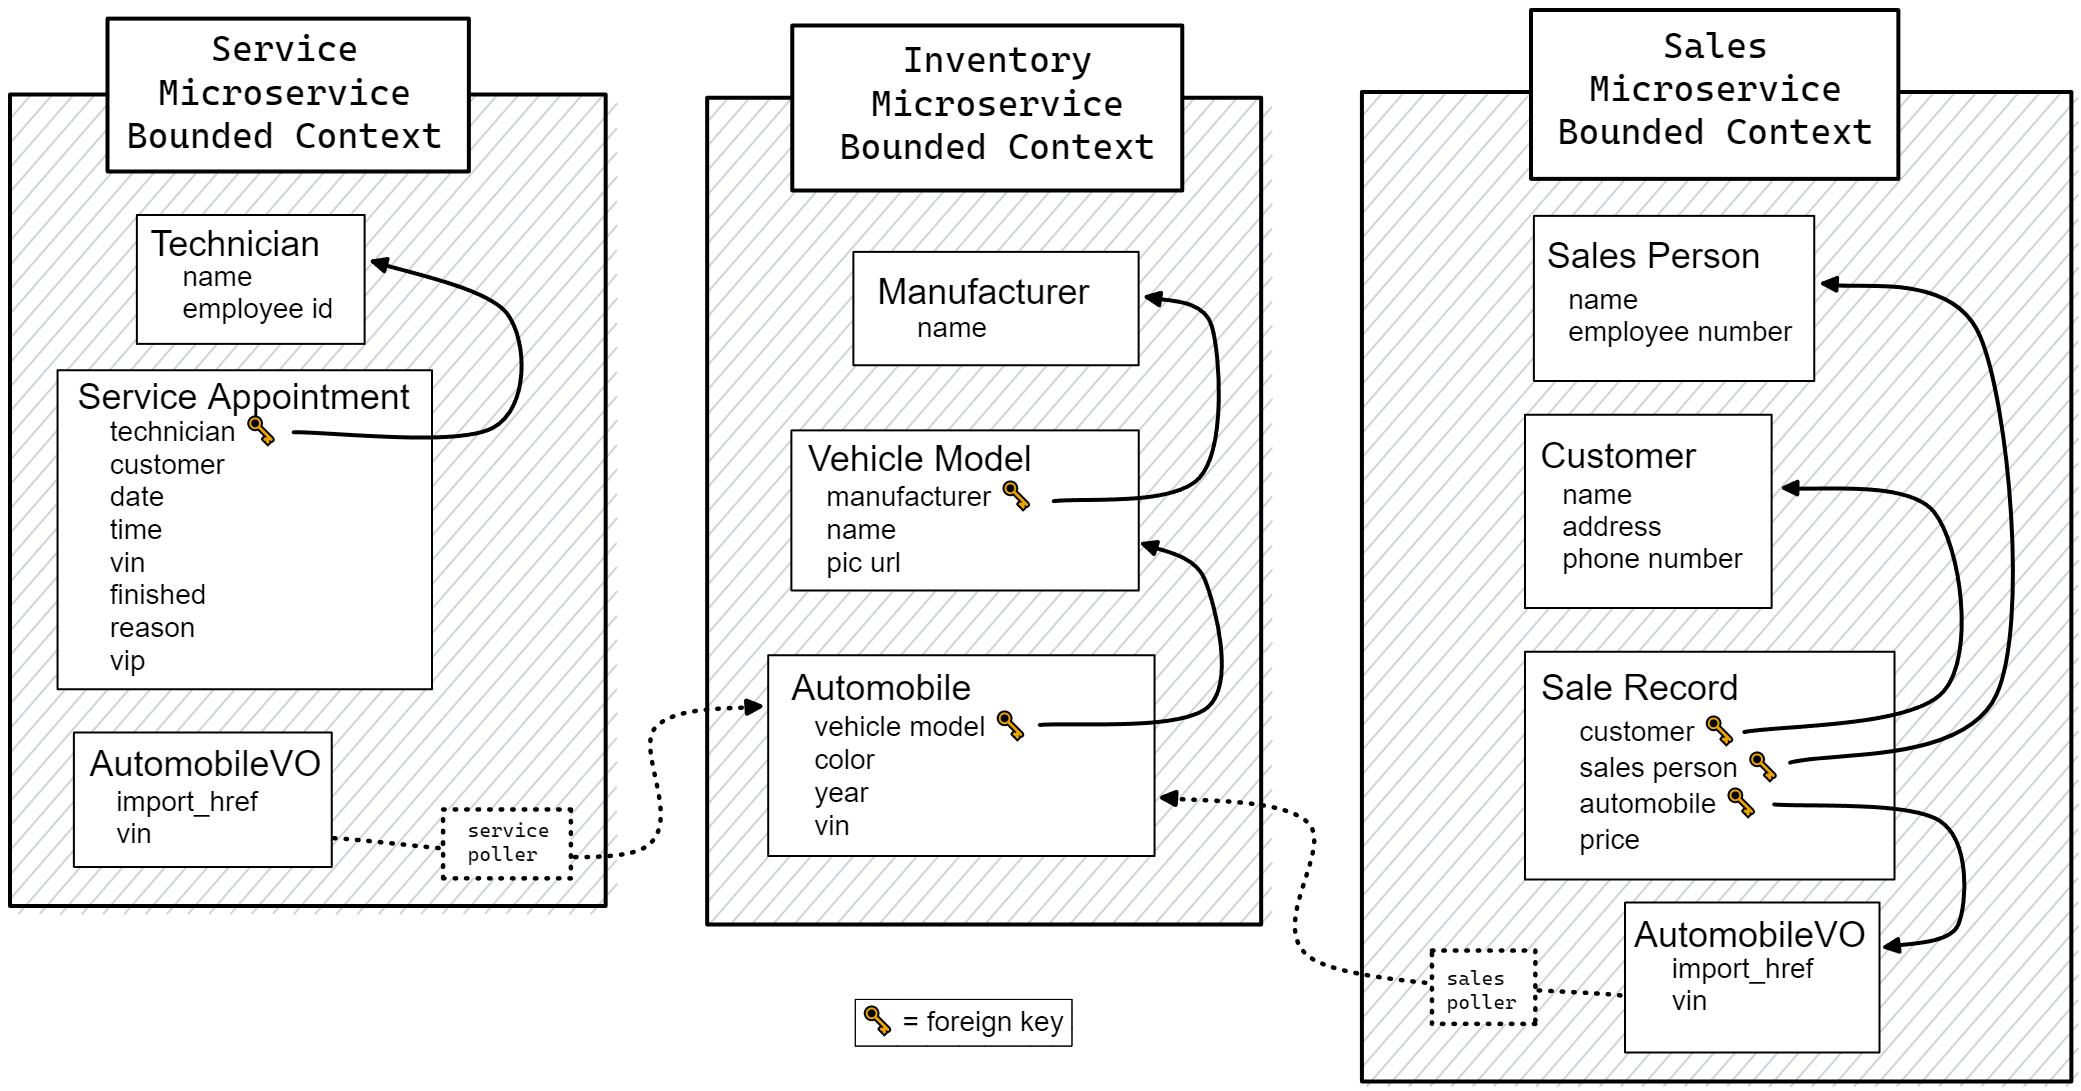 Service
Microservice
Bounded Context
Technician
name
employee id
Service Appointment
technician
customer
date
time
vin
finished
reason
vip
AutomobileVO
import_href
vin
service
poller
Inventory
Microservice
Bounded Context
Manufacturer
name
Vehicle Model
manufacturer
name
pic url
Automobile
vehicle model
color
year
vin
= foreign key
Sales
Microservice
Bounded Context
Sales Person
name
employee number
Customer
name
address
phone number
Sale Record
customer
sales person
automobile
price
AutomobileVO
import_href
vin
sales
poller